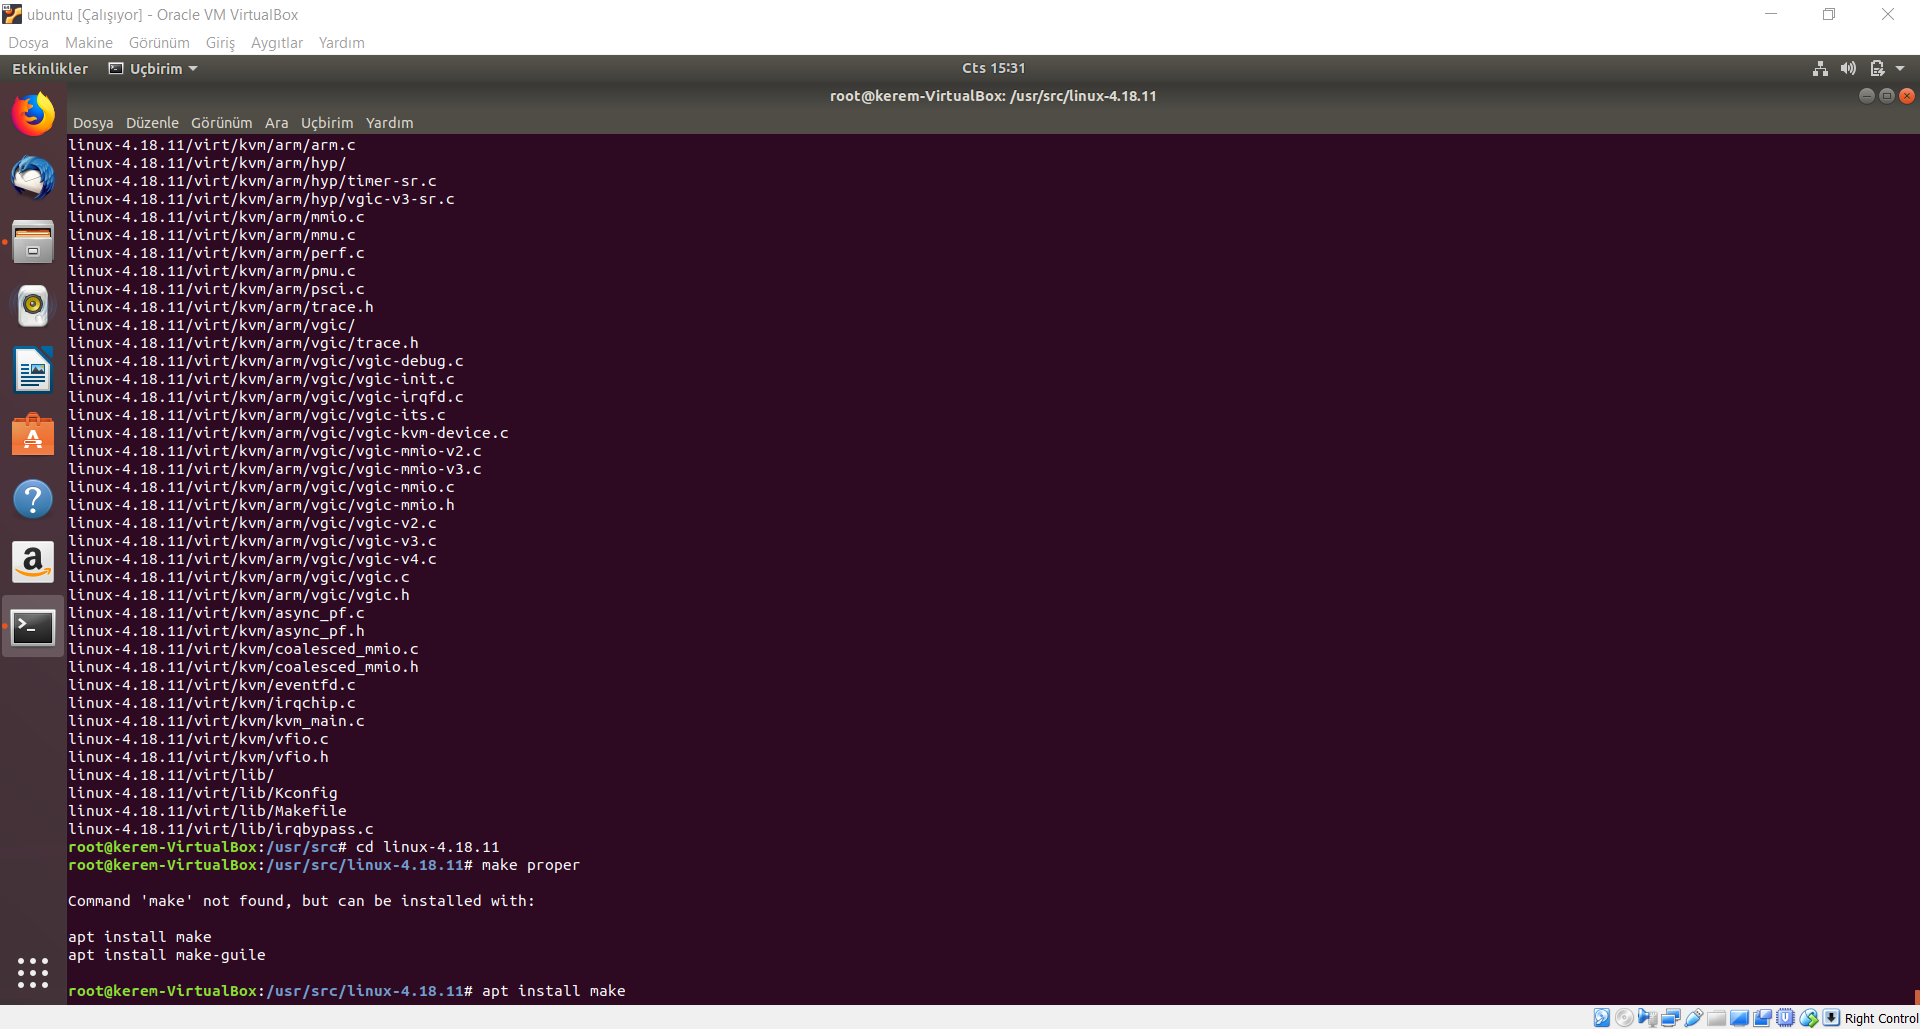 ubuntu [Çalışıyor] - Oracle VM VirtualBox
Dosya Makine Görünüm Giriş Aygıtlar Yardım
Etkinlikler Uçbirim Cts 15:31
root@kerem-VirtualBox: /usr/src/linux-4.18.11
Dosya Düzenle Görünüm Ara Uçbirim Yardım
linux-4.18.11/virt/kvm/arm/arm.c
linux-4.18.11/virt/kvm/arm/hyp/
linux-4.18.11/virt/kvm/arm/hyp/timer-sr.c
linux-4.18.11/virt/kvm/arm/hyp/vgic-v3-sr.c
linux-4.18.11/virt/kvm/arm/mmio.c
linux-4.18.11/virt/kvm/arm/mmu.c
linux-4.18.11/virt/kvm/arm/perf.c
linux-4.18.11/virt/kvm/arm/pmu.c
linux-4.18.11/virt/kvm/arm/psci.c
linux-4.18.11/virt/kvm/arm/trace.h
linux-4.18.11/virt/kvm/arm/vgic/
linux-4.18.11/virt/kvm/arm/vgic/trace.h
linux-4.18.11/virt/kvm/arm/vgic/vgic-debug.c
linux-4.18.11/virt/kvm/arm/vgic/vgic-init.c
linux-4.18.11/virt/kvm/arm/vgic/vgic-irqfd.c
linux-4.18.11/virt/kvm/arm/vgic/vgic-its.c
linux-4.18.11/virt/kvm/arm/vgic/vgic-kvm-device.c
linux-4.18.11/virt/kvm/arm/vgic/vgic-mmio-v2.c
linux-4.18.11/virt/kvm/arm/vgic/vgic-mmio-v3.c
linux-4.18.11/virt/kvm/arm/vgic/vgic-mmio.c
linux-4.18.11/virt/kvm/arm/vgic/vgic-mmio.h
linux-4.18.11/virt/kvm/arm/vgic/vgic-v2.c
linux-4.18.11/virt/kvm/arm/vgic/vgic-v3.c
linux-4.18.11/virt/kvm/arm/vgic/vgic-v4.c
linux-4.18.11/virt/kvm/arm/vgic/vgic.c
linux-4.18.11/virt/kvm/arm/vgic/vgic.h
linux-4.18.11/virt/kvm/async_pf.c
linux-4.18.11/virt/kvm/async_pf.h
linux-4.18.11/virt/kvm/coalesced_mmio.c
linux-4.18.11/virt/kvm/coalesced_mmio.h
linux-4.18.11/virt/kvm/eventfd.c
linux-4.18.11/virt/kvm/irqchip.c
linux-4.18.11/virt/kvm/kvm_main.c
linux-4.18.11/virt/kvm/vfio.c
linux-4.18.11/virt/kvm/vfio.h
linux-4.18.11/virt/lib/
linux-4.18.11/virt/lib/Kconfig
linux-4.18.11/virt/lib/Makefile
linux-4.18.11/virt/lib/irqbypass.c
root@kerem-VirtualBox:/usr/src# cd linux-4.18.11
root@kerem-VirtualBox:/usr/src/linux-4.18.11# make proper
Command 'make' not found, but can be installed with:
apt install make
apt install make-guile
root@kerem-VirtualBox:/usr/src/linux-4.18.11# apt install make
Right Control